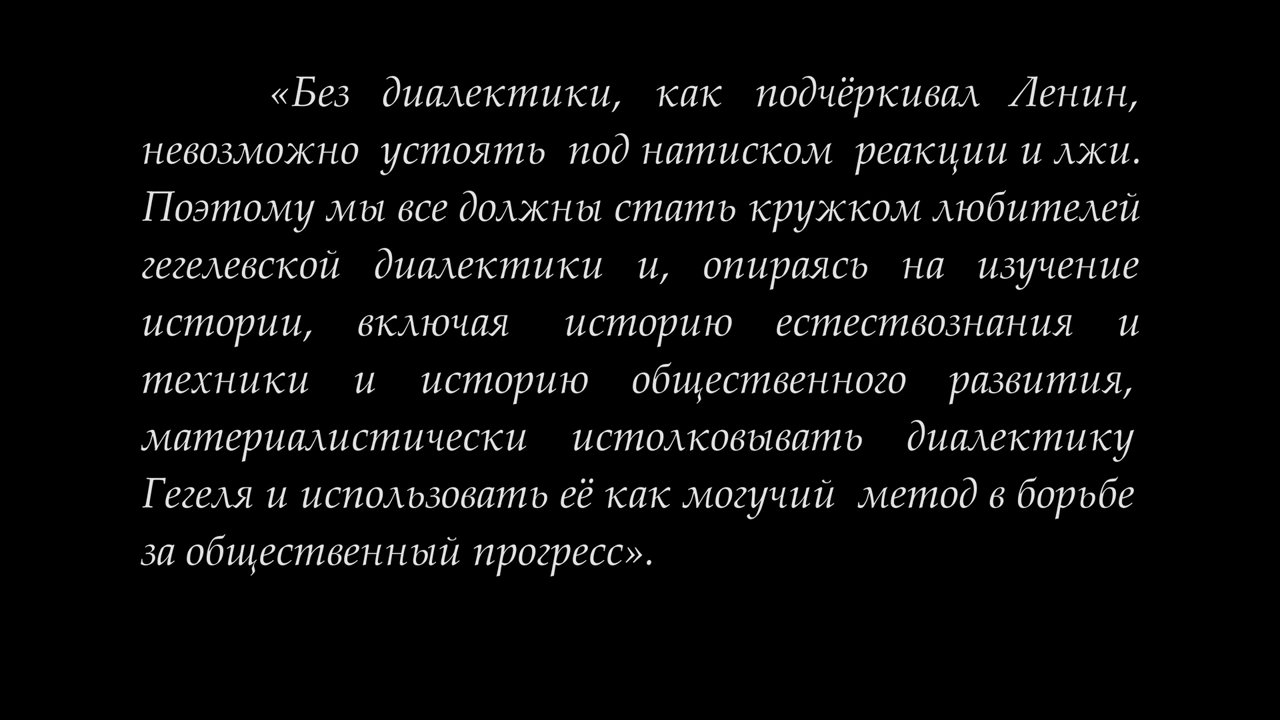 «Без диалектики, как подчёркивал Ленин,
невозможно устоять под натиском реакции и лжи.
Поэтому мы все должны стать кружком любителей
гегелевской диалектики и, опираясь на изучение
истории, включая историю естествознания и
техники и историю общественного развития,
материалистически истолковывать диалектику
Гегеля и использовать её как могучий метод в борьбе
за общественный прогресс».